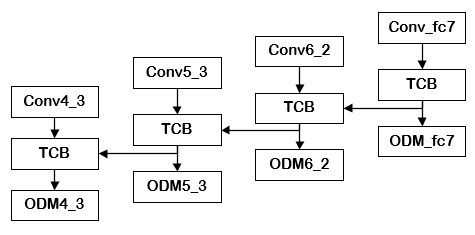 Conv_fc7
Conv6_2
Conv5_3
TCB
Conv4_3
TCB
TCB
ODM_fc7
TCB
ODM6_2
ODM5_3
ODM4_3